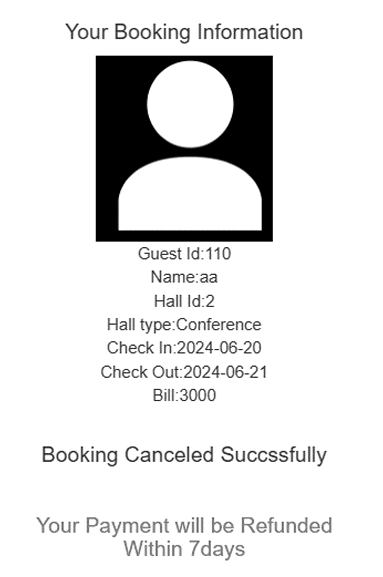 Your Booking Information
Guest Id:110
Name:aa
Hall Id:2
Hall type:Conference
Check In:2024-06-20
Check Out:2024-06-21
Bill:3000
Booking Canceled Succssfully
Your Payment will be Refunded
Within 7days